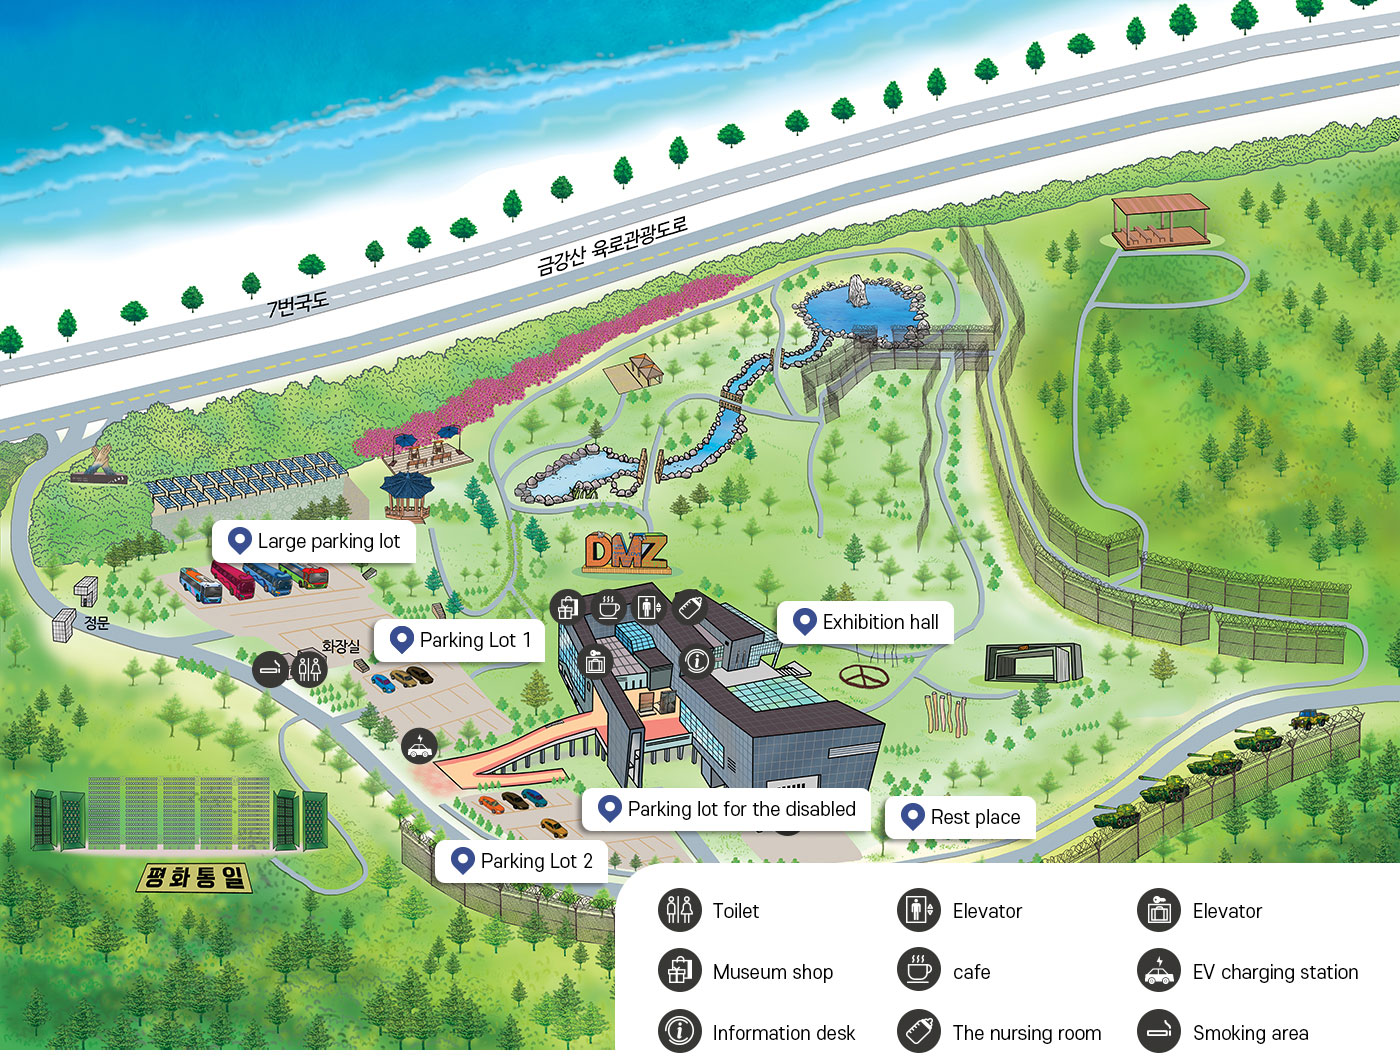 7번국도
금강산 육로관광도로
DMZ
Large parking lot
정문
화장실
Parking Lot 1
Exhibition hall
Parking lot for the disabled
Rest place
Parking Lot 2
평화통일
Toilet
Elevator
Elevator
Museum shop
cafe
EV charging station
Information desk
The nursing room
Smoking area